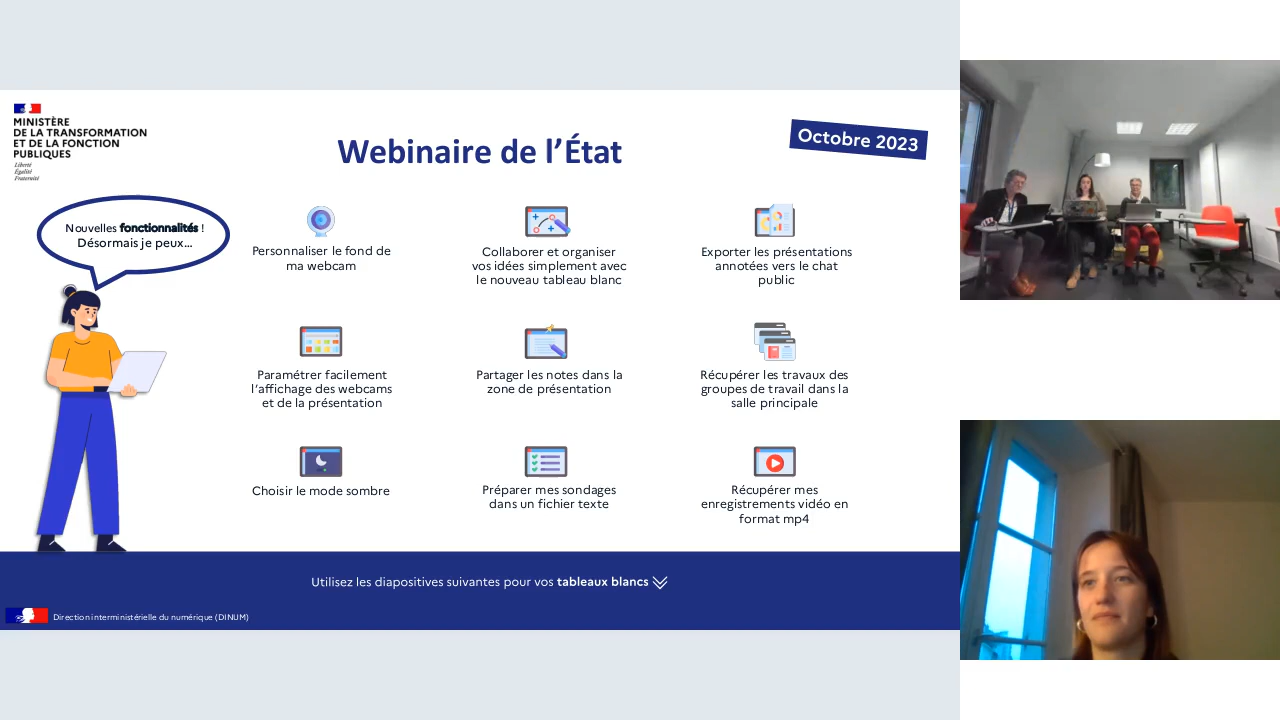 MINISTÈRE
DE LA TRANSFORMATION
ET DE LA FONCTION
PUBLIQUES
Liberté
Égalité
Fraternité
Webinaire de l'État
Octobre 2023
Nouvelles fonctionnalités !
Désormais je peux...
Personnaliser le fond de
ma webcam
Collaborer et organiser
vos idées simplement avec
le nouveau tableau blanc
Exporter les présentations
annotées vers le chat
public
Paramétrer facilement
l'affichage des webcams
et de la présentation
Partager les notes dans la
zone de présentation
Récupérer les travaux des
groupes de travail dans la
salle principale
Choisir le mode sombre
Préparer mes sondages
dans un fichier texte
Récupérer mes
enregistrements vidéo en
format mp4
Utilisez les diapositives suivantes pour vos tableaux blancs
Direction interministérielle du numérique (DINUM)